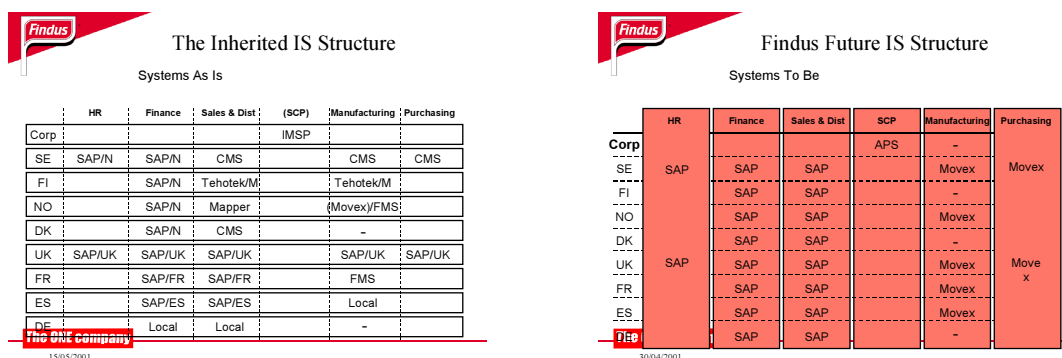 Findus
The Inherited IS Structure
Systems As Is
HR Finance Sales & Dist (SCP) Manufacturing Purchasing
Corp IMSP
SE SAP/N SAP/N CMS CMS CMS
FI SAP/N Tehotek/M Tehotek/M
NO SAP/N Mapper (Movex)/FMS
DK SAP/N CMS -
UK SAP/UK SAP/UK SAP/UK SAP/UK SAP/UK
FR SAP/FR SAP/FR FMS
ES SAP/ES SAP/ES Local
DE Local Local -
The ONE company
15/05/2001
Findus
Findus Future IS Structure
Systems To Be
HR Finance Sales & Dist SCP Manufacturing Purchasing
Corp APS -
SE SAP SAP SAP Movex Movex
FI SAP SAP -
NO SAP SAP Movex
DK SAP SAP -
UK SAP SAP SAP Movex Move
x
FR SAP SAP Movex
ES SAP SAP Movex
DE SAP SAP -
30/04/2001